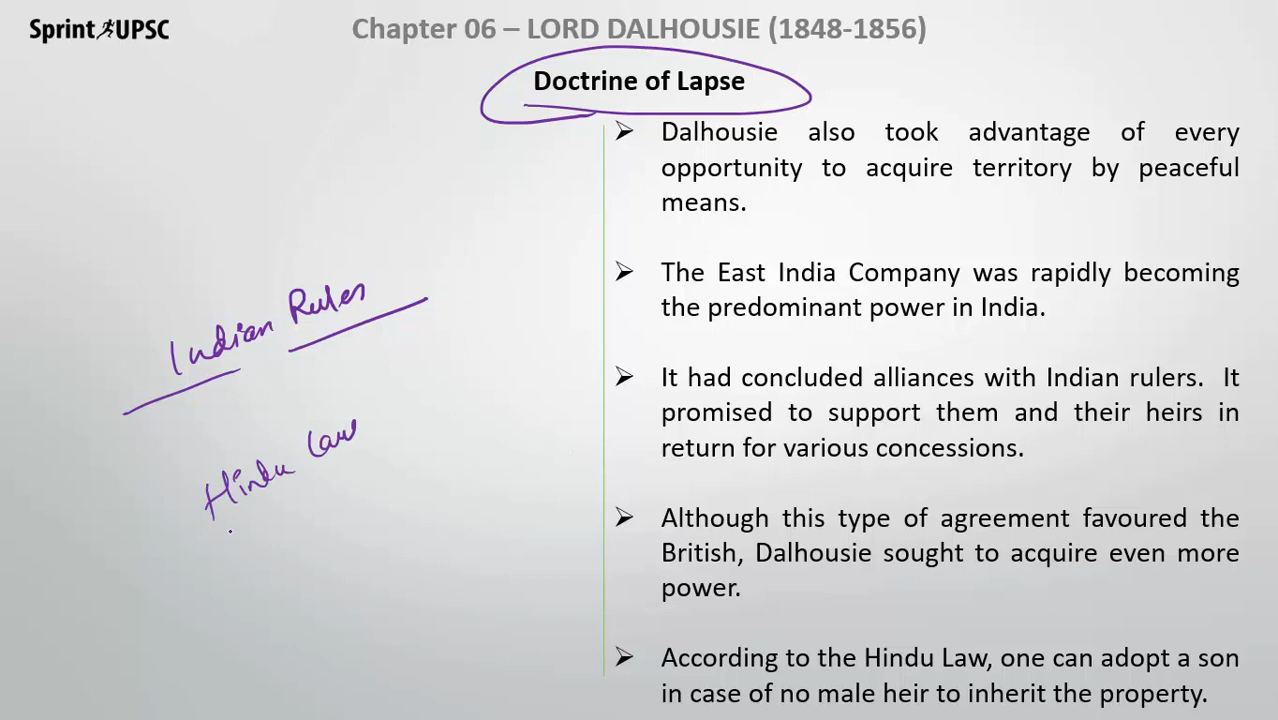 Sprint UPSC
Chapter 06 – LORD DALHOUSIE (1848-1856)
Doctrine of Lapse
➢ Dalhousie also took advantage of every
opportunity to acquire territory by peaceful
means.
➢ The East India Company was rapidly becoming
the predominant power in India.
➢ It had concluded alliances with Indian rulers. It
promised to support them and their heirs in
return for various concessions.
➢ Although this type of agreement favoured the
British, Dalhousie sought to acquire even more
power.
➢ According to the Hindu Law, one can adopt a son
in case of no male heir to inherit the property.
Indian Rules
Hindu Law